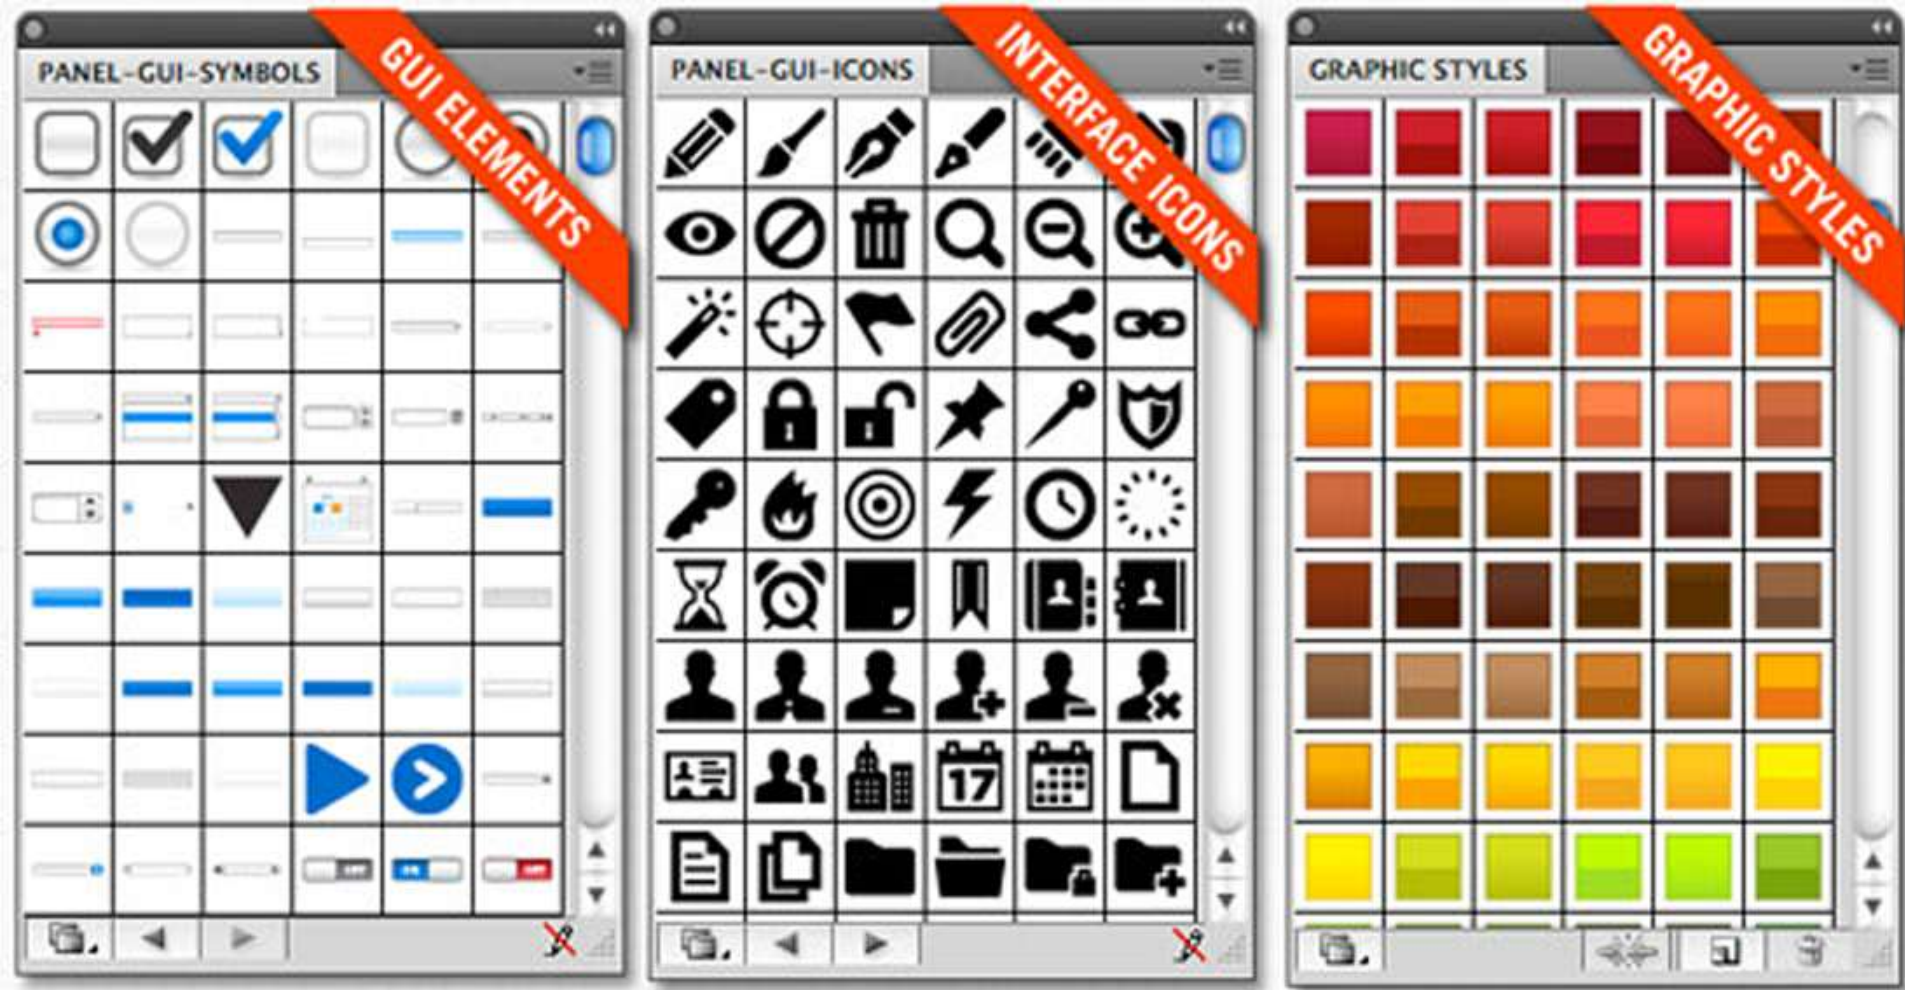 PANEL-GUI-SYMBOLS
GUI ELEMENTS
PANEL-GUI-ICONS
INTERFACE ICONS
17
GRAPHIC STYLES
GRAPHIC STYLES